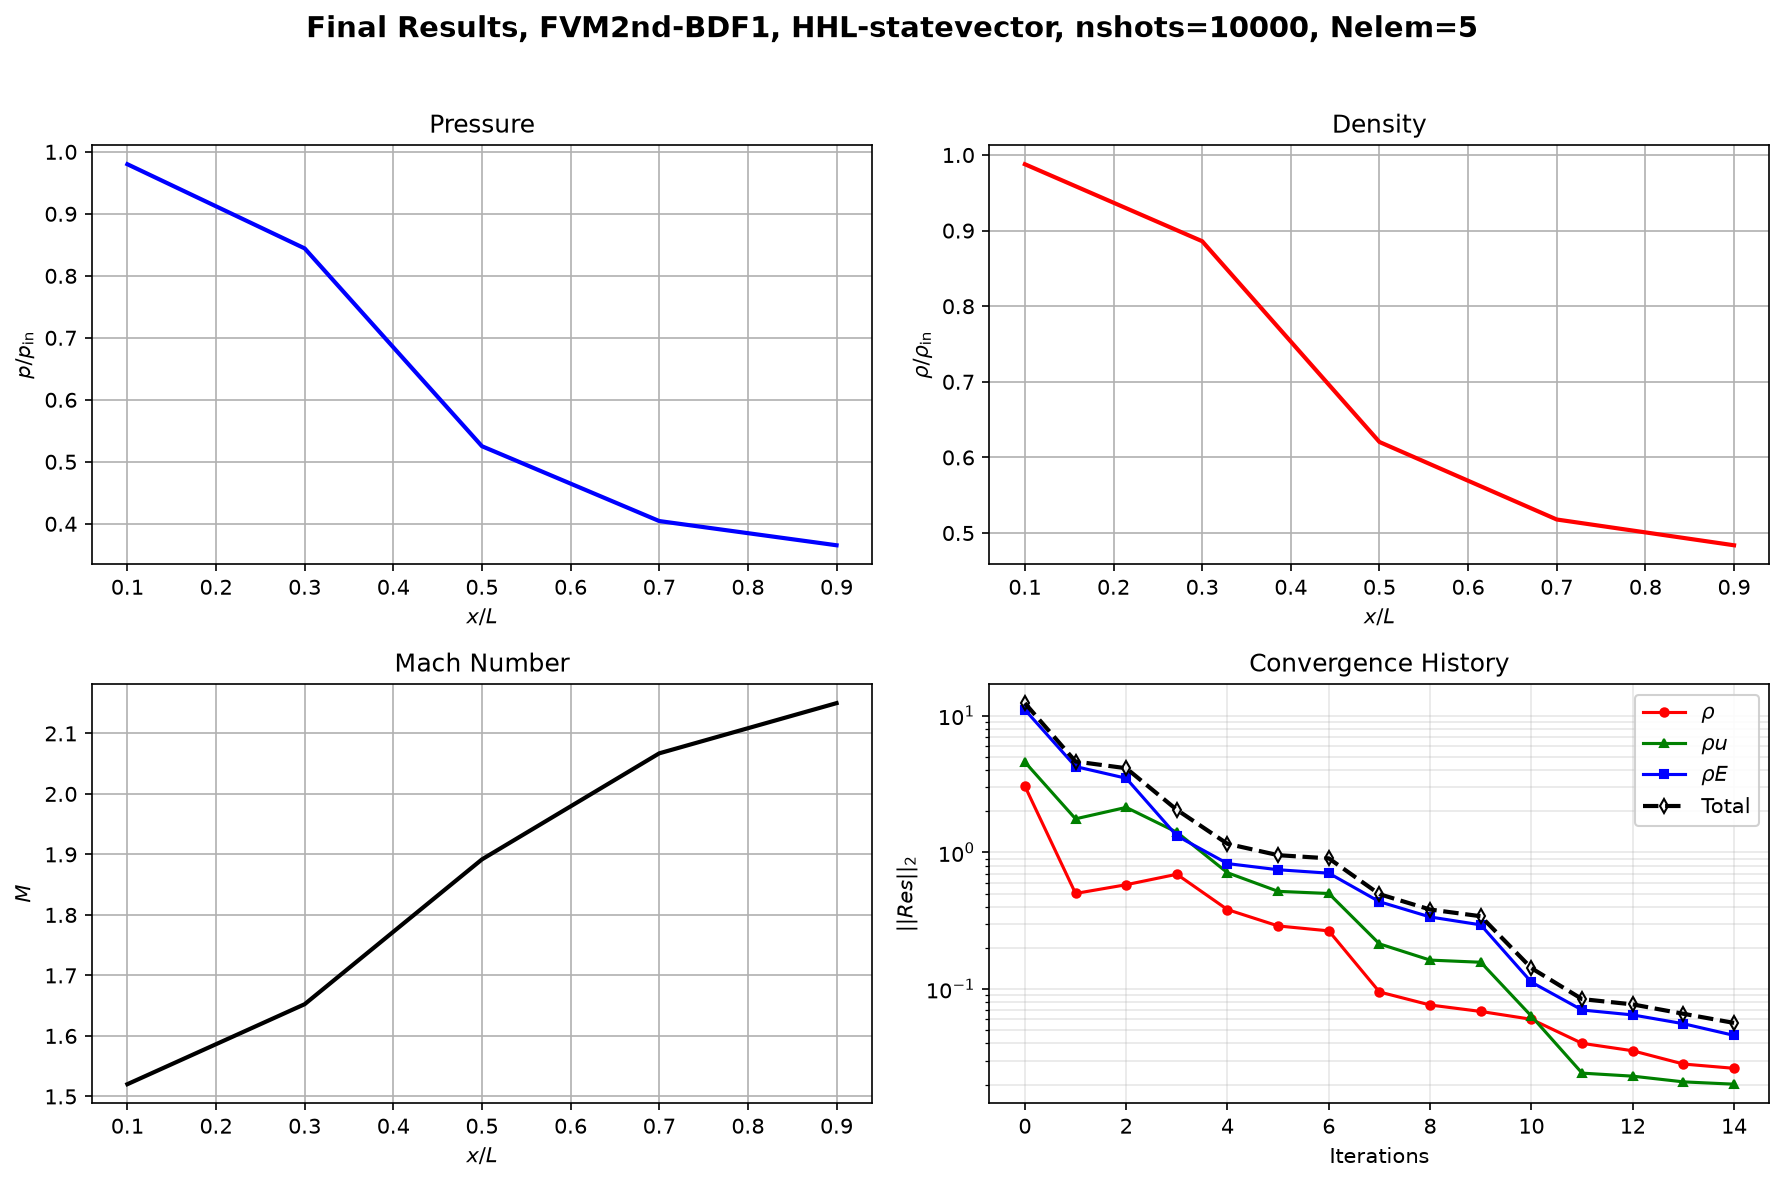 Final Results, FVM2nd-BDF1, HHL-statevector, nshots=10000, Nelem=5
Pressure
1.0
0.9
0.8
0.7
0.6
0.5
0.4
p/p_in
0.1 0.2 0.3 0.4 0.5 0.6 0.7 0.8 0.9
x/L
Density
1.0
0.9
0.8
0.7
0.6
0.5
ρ/ρ_in
0.1 0.2 0.3 0.4 0.5 0.6 0.7 0.8 0.9
x/L
Mach Number
2.1
2.0
1.9
1.8
1.7
1.6
1.5
M
0.1 0.2 0.3 0.4 0.5 0.6 0.7 0.8 0.9
x/L
Convergence History
10¹
10⁰
10⁻¹
||Res||₂
ρ
ρu
ρE
Total
0 2 4 6 8 10 12 14
Iterations